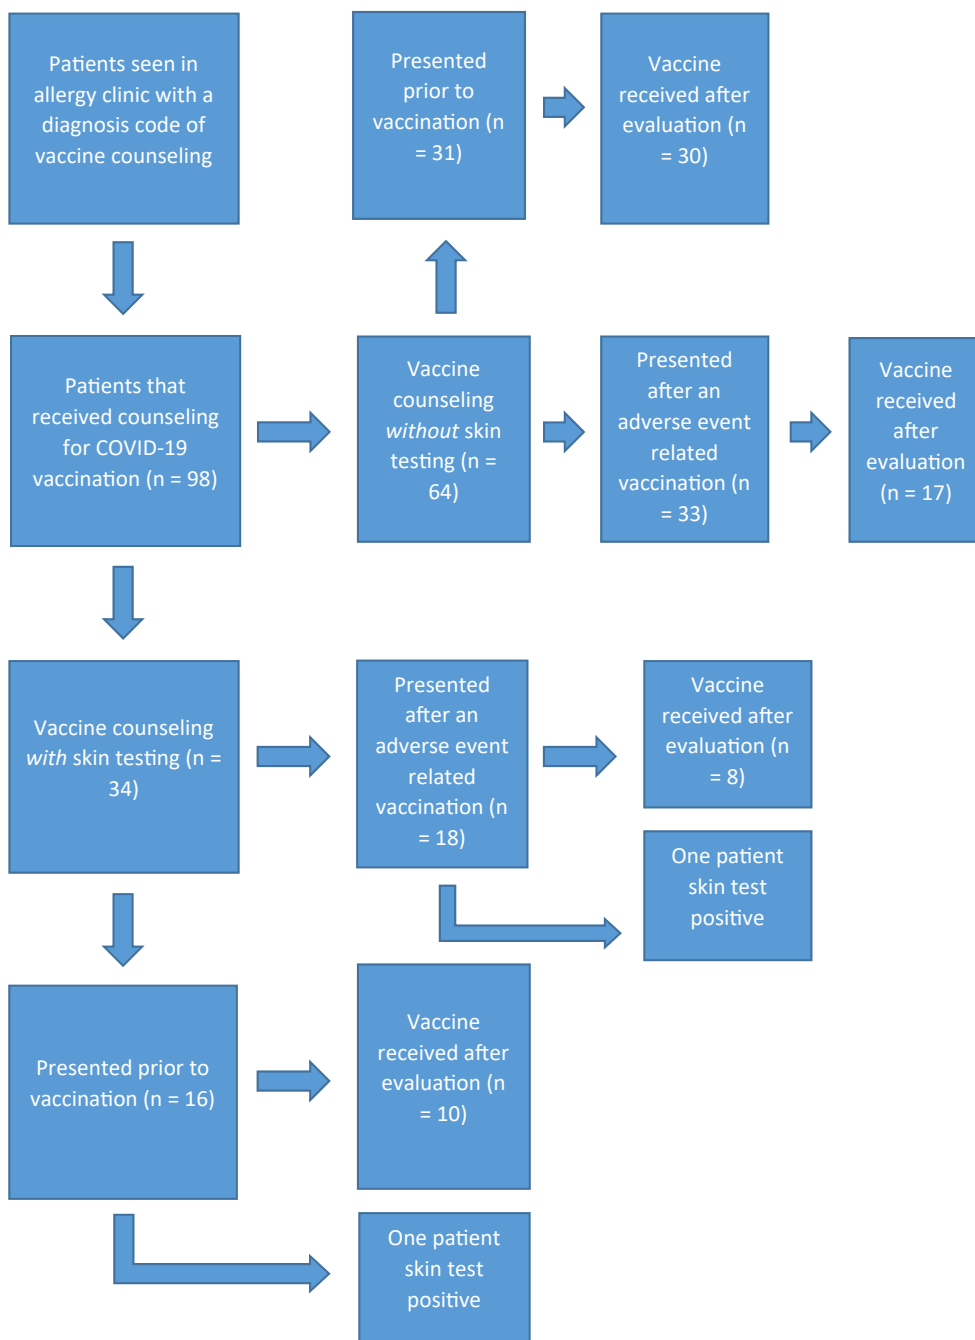 Patients seen in
allergy clinic with a
diagnosis code of
vaccine counseling
Presented
prior to
vaccination (n
= 31)
Vaccine
received after
evaluation (n
= 30)
Patients that
received counseling
for COVID-19
vaccination (n = 98)
Vaccine
counseling
without skin
testing (n =
64)
Presented
after an
adverse event
related
vaccination (n
= 33)
Vaccine
received
after
evaluation
(n = 17)
Vaccine counseling
with skin testing (n =
34)
Presented
after an
adverse event
related
vaccination (n
= 18)
Vaccine
received after
evaluation (n
= 8)
One patient
skin test
positive
Presented prior to
vaccination (n = 16)
Vaccine
received after
evaluation (n
= 10)
One patient
skin test
positive